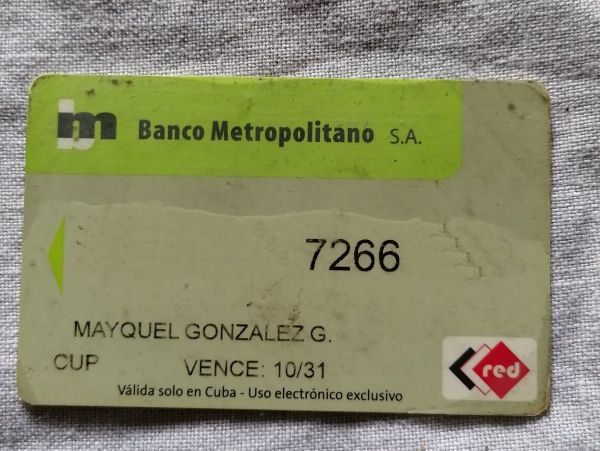 bm Banco Metropolitano S.A.
7266
MAYQUEL GONZALEZ G.
CUP VENCE: 10/31
Válida solo en Cuba - Uso electrónico exclusivo
red